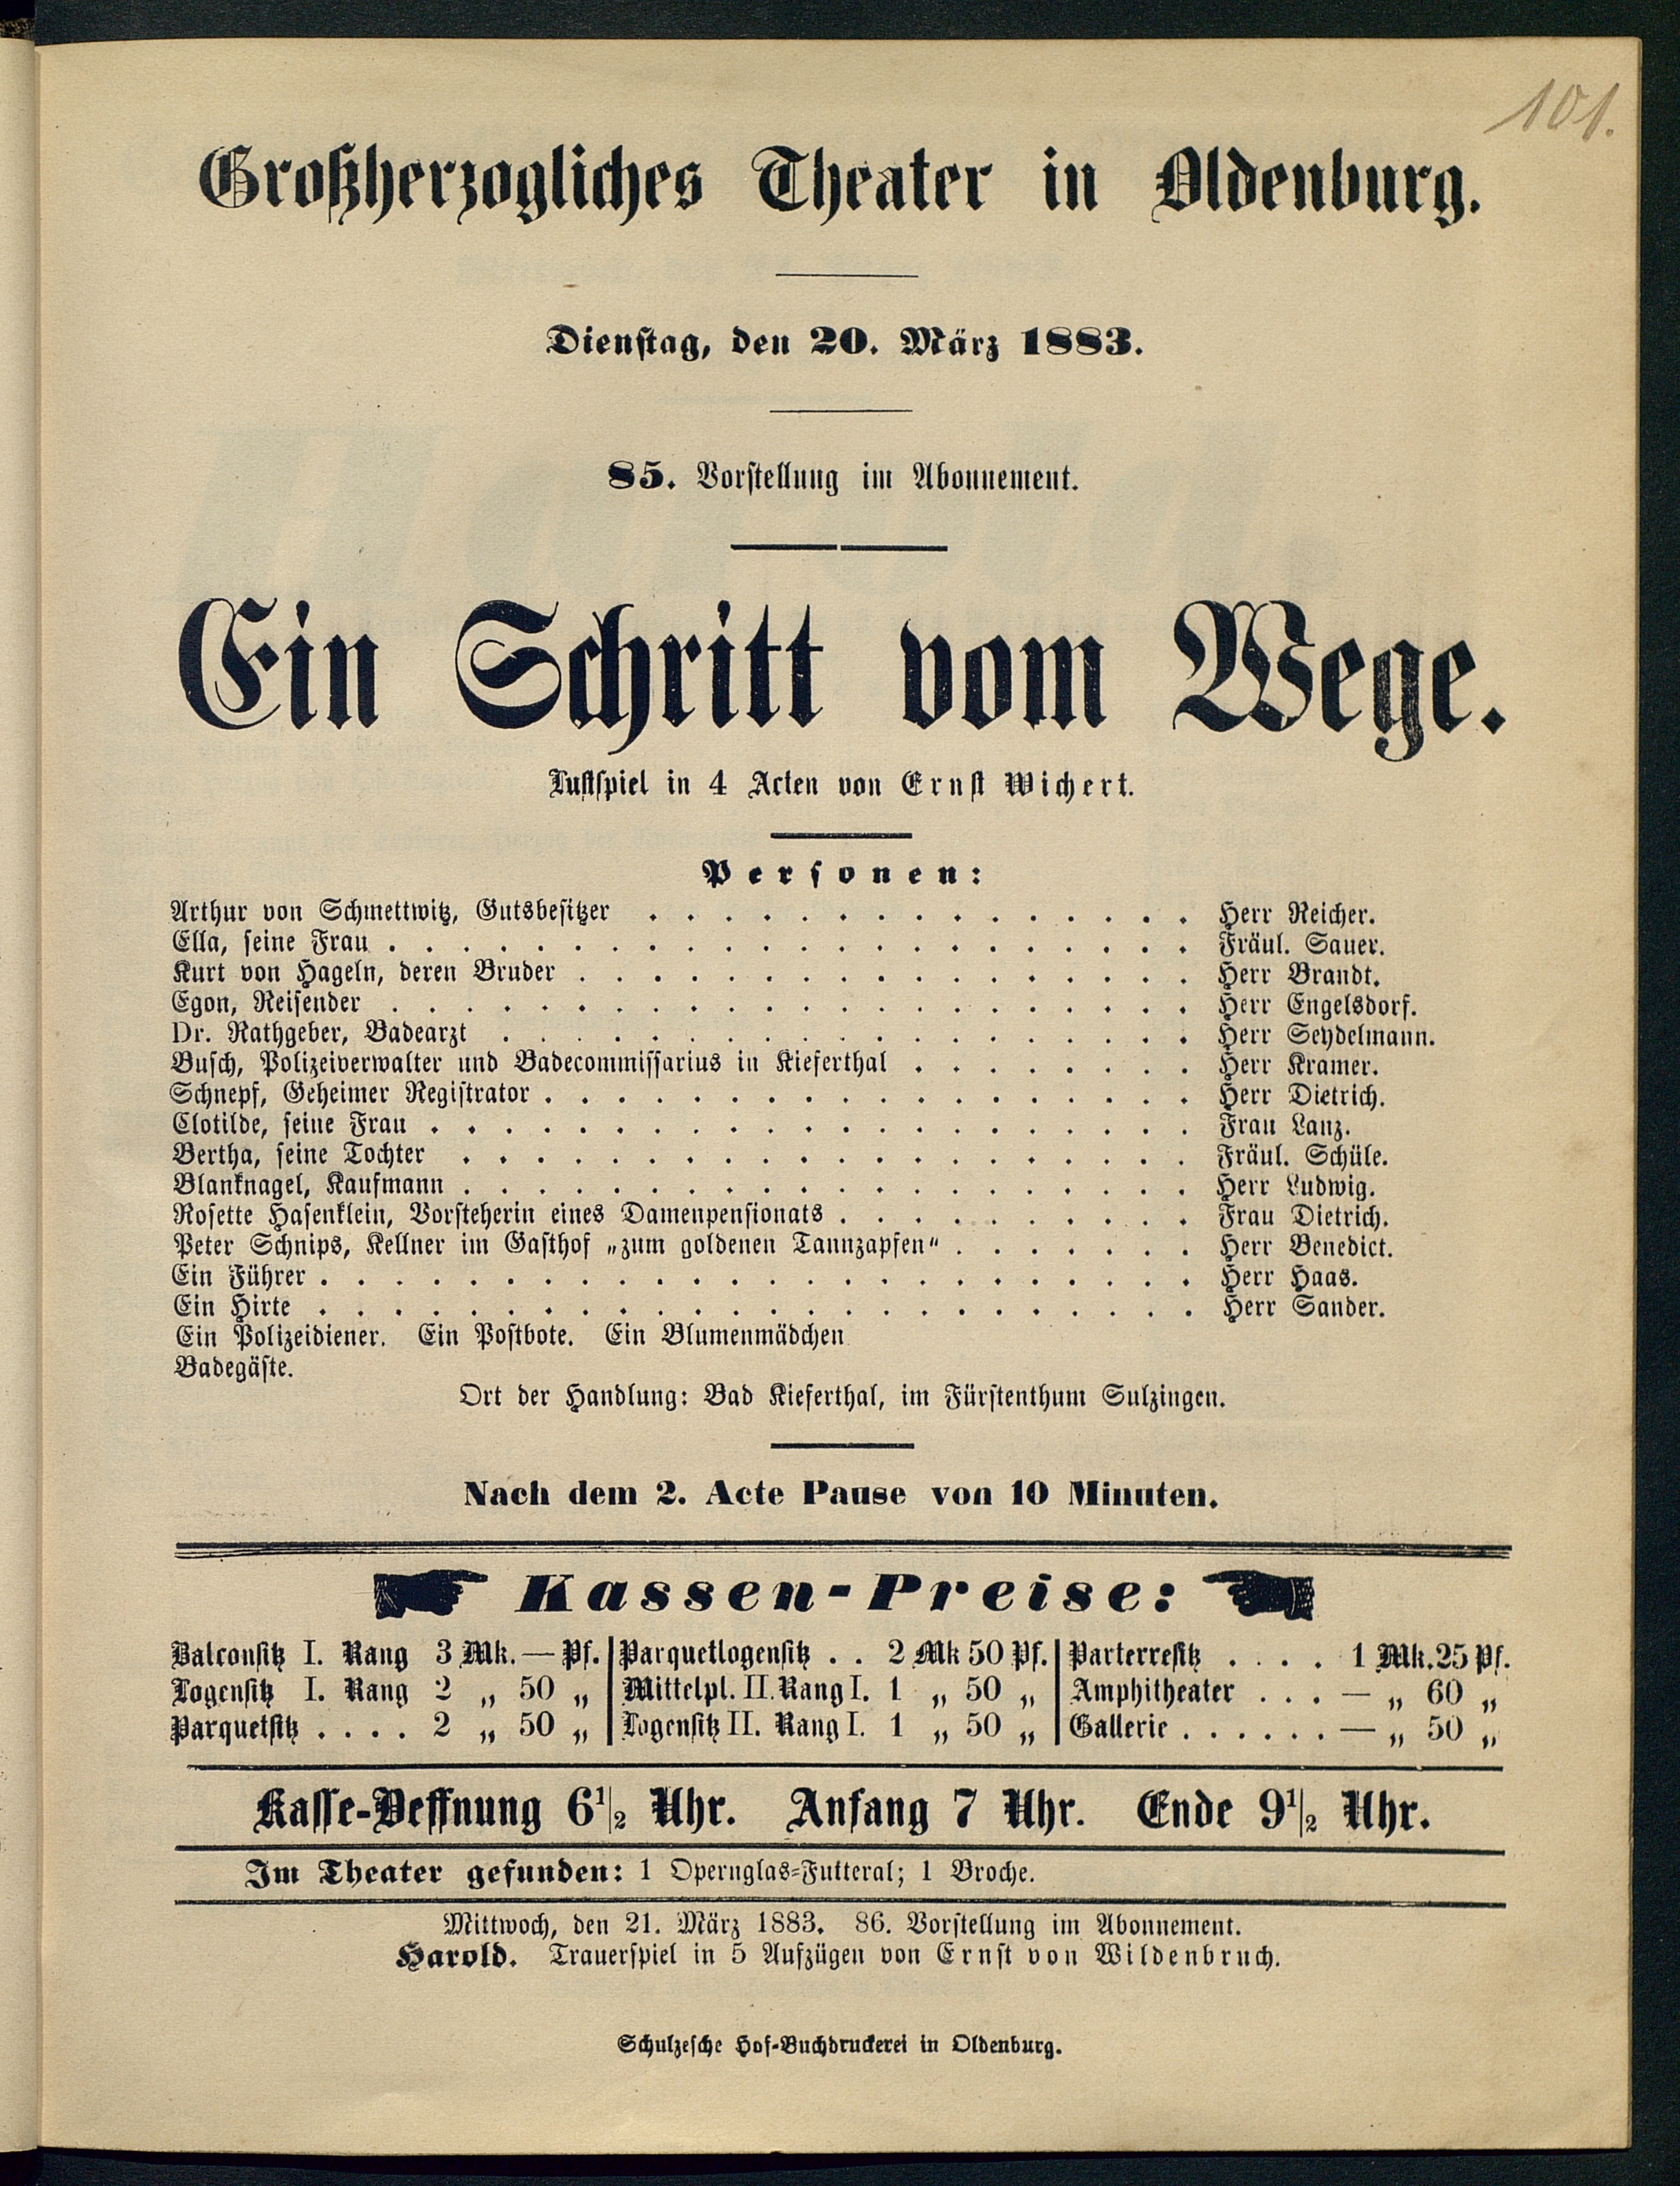 101.
Großherzogliches Theater in Oldenburg.
Dienstag, den 20. März 1883.
85. Vorstellung im Abonnement.
Ein Schritt vom Wege.
Lustspiel in 4 Acten von Ernst Wichert.
Personen:
Arthur von Schmettwitz, Gutsbesitzer . . . . . . . . . . . . . . . Herr Reicher.
Ella, seine Frau . . . . . . . . . . . . . . . . . . . . . Fräul. Sauer.
Kurt von Hageln, deren Bruder . . . . . . . . . . . . . . . . Herr Brandt.
Egon, Reisender . . . . . . . . . . . . . . . . . . . . . Herr Engelsdorf.
Dr. Rathgeber, Badearzt . . . . . . . . . . . . . . . . . . Herr Seydelmann.
Busch, Polizeiverwalter und Badecommissarius in Kieferthal . . . . . . . . Herr Kramer.
Schnepf, Geheimer Registrator . . . . . . . . . . . . . . . . . Herr Dietrich.
Clotilde, seine Frau . . . . . . . . . . . . . . . . . . . . Frau Lanz.
Bertha, seine Tochter . . . . . . . . . . . . . . . . . . . Fräul. Schüle.
Blanknagel, Kaufmann . . . . . . . . . . . . . . . . . . . Herr Ludwig.
Rosette Hasenklein, Vorsteherin eines Damenpensionats . . . . . . . . . . Frau Dietrich.
Peter Schnips, Kellner im Gasthof „zum goldenen Tannzapfen“ . . . . . . . Herr Benedict.
Ein Führer . . . . . . . . . . . . . . . . . . . . . . . Herr Haas.
Ein Hirte . . . . . . . . . . . . . . . . . . . . . . . Herr Sander.
Ein Polizeidiener. Ein Postbote. Ein Blumenmädchen
Badegäste.
Ort der Handlung: Bad Kieferthal, im Fürstenthum Sulzingen.
Nach dem 2. Acte Pause von 10 Minuten.
Kassen-Preise:
Balconsitz I. Rang 3 Mk. — Pf. Parquetlogensitz . . 2 Mk 50 Pf. Parterresitz . . . . 1 Mk. 25 Pf.
Logensitz I. Rang 2 „ 50 „ Mittelpl. II. Rang I. 1 „ 50 „ Amphitheater . . . — „ 60 „
Parquetsitz . . . . 2 „ 50 „ Logensitz II. Rang I. 1 „ 50 „ Gallerie . . . . . . — „ 50 „
Kasse-Oeffnung 6½ Uhr. Anfang 7 Uhr. Ende 9½ Uhr.
Im Theater gefunden: 1 Opernglas-Futteral; 1 Broche.
Mittwoch, den 21. März 1883. 86. Vorstellung im Abonnement.
Harold. Trauerspiel in 5 Aufzügen von Ernst von Wildenbruch.
Schulzesche Hof-Buchdruckerei in Oldenburg.